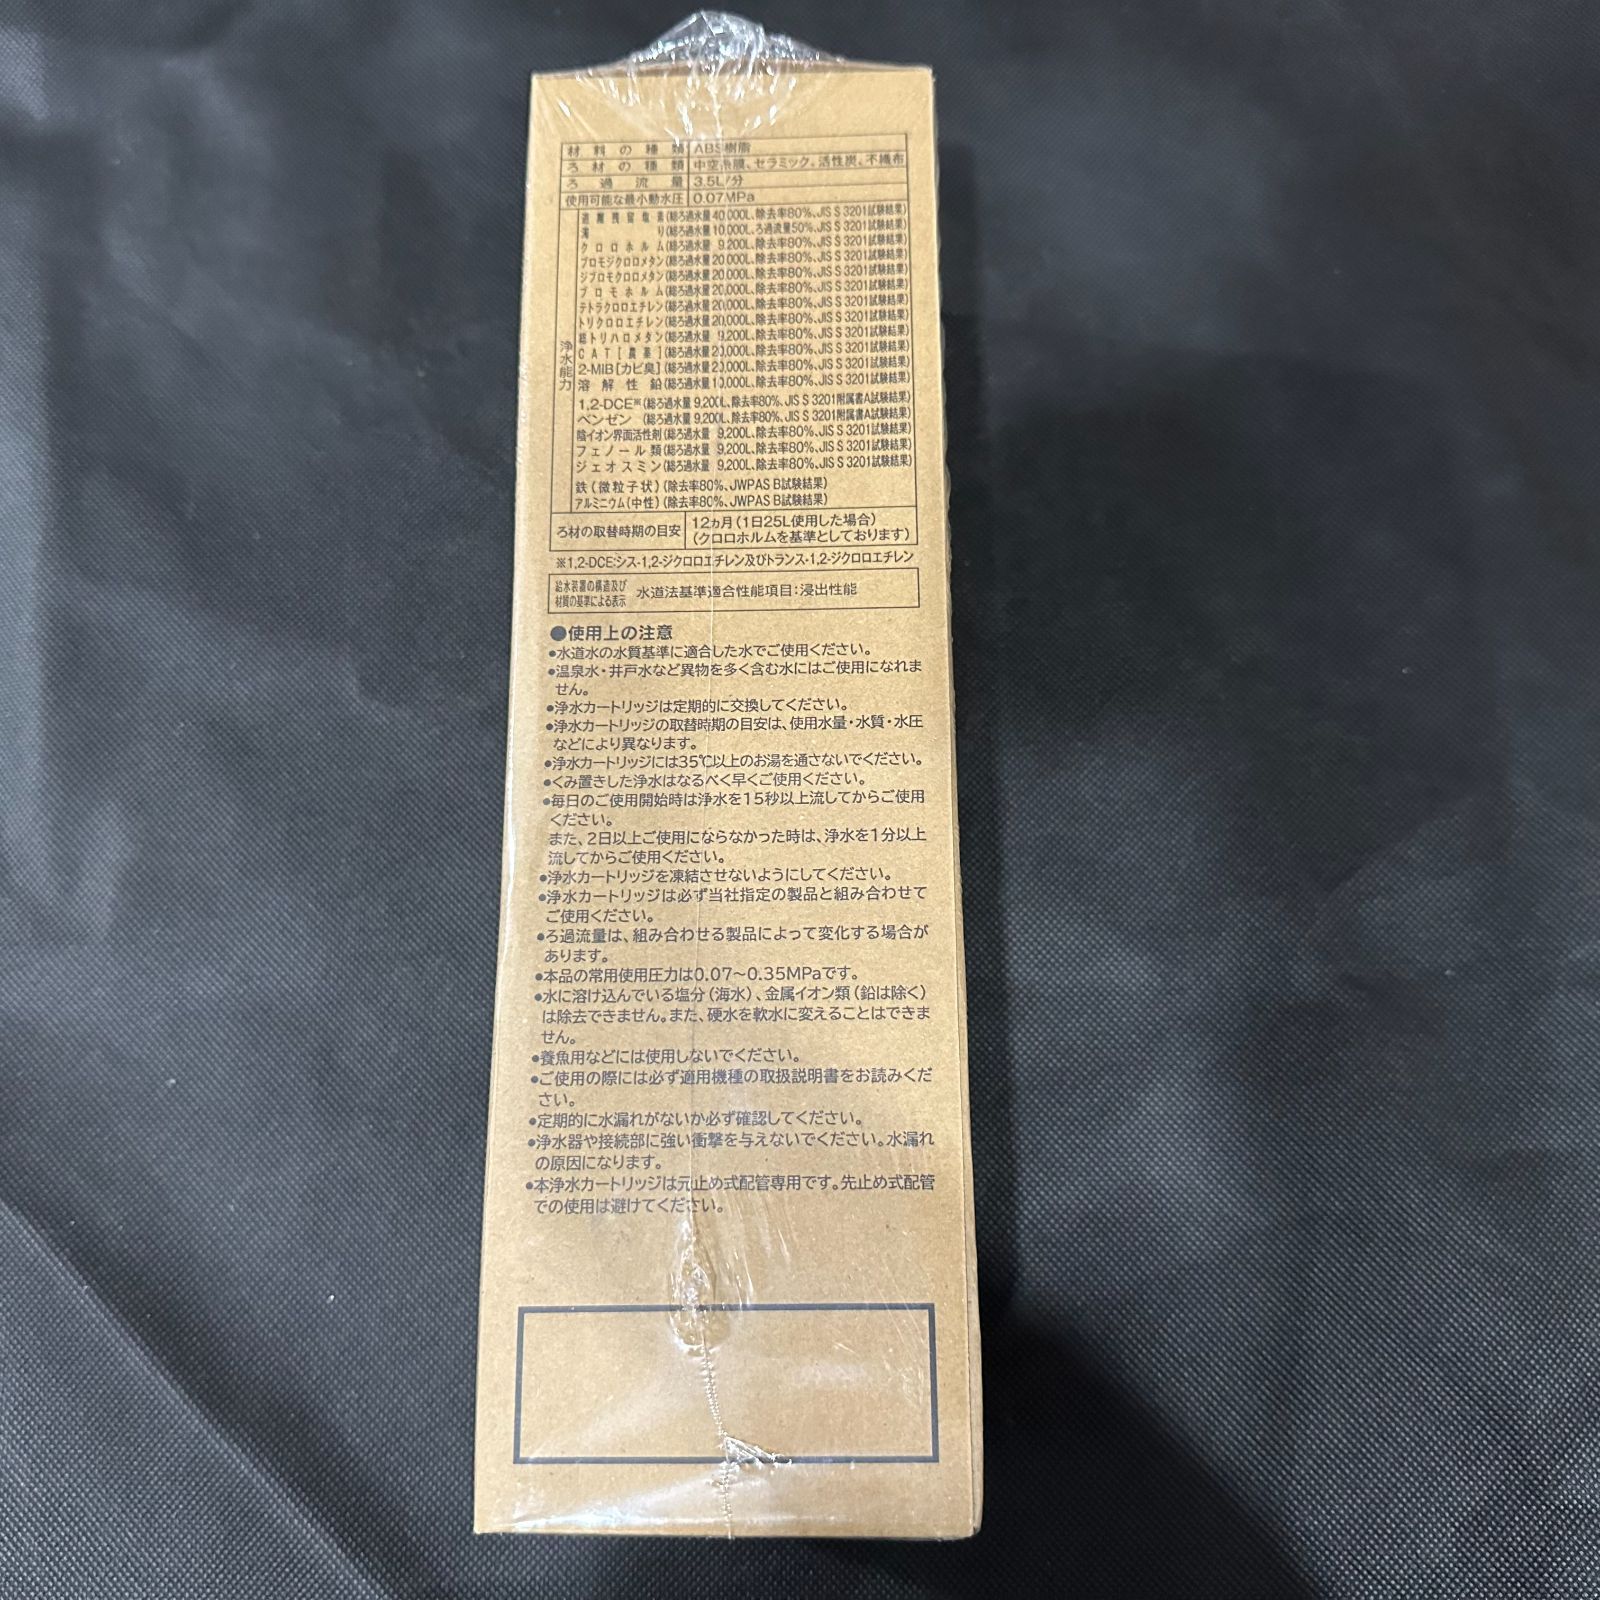 材料の種類 ABS樹脂
ろ材の種類 中空糸膜、セラミック、活性炭、不織布
ろ過流量 3.5L/分
使用可能な最小動水圧 0.07MPa
浄水能力
遊離残留塩素(総ろ過水量40,000L、除去率80%、JIS S 3201試験結果)
濁り(総ろ過水量10,000L、ろ過流量50%、JIS S 3201試験結果)
クロロホルム(総ろ過水量 9,200L、除去率80%、JIS S 3201試験結果)
ブロモジクロロメタン(総ろ過水量20,000L、除去率80%、JIS S 3201試験結果)
ジブロモクロロメタン(総ろ過水量20,000L、除去率80%、JIS S 3201試験結果)
ブロモホルム(総ろ過水量20,000L、除去率80%、JIS S 3201試験結果)
テトラクロロエチレン(総ろ過水量20,000L、除去率80%、JIS S 3201試験結果)
トリクロロエチレン(総ろ過水量20,000L、除去率80%、JIS S 3201試験結果)
総トリハロメタン(総ろ過水量 9,200L、除去率80%、JIS S 3201試験結果)
CAT[農薬](総ろ過水量20,000L、除去率80%、JIS S 3201試験結果)
2-MIB[カビ臭](総ろ過水量20,000L、除去率80%、JIS S 3201試験結果)
溶解性鉛(総ろ過水量10,000L、除去率80%、JIS S 3201試験結果)
1,2-DCE※(総ろ過水量 9,200L、除去率80%、JIS S 3201附属書A試験結果)
ベンゼン (総ろ過水量 9,200L、除去率80%、JIS S 3201附属書A試験結果)
陰イオン界面活性剤(総ろ過水量 9,200L、除去率80%、JIS S 3201試験結果)
フェノール類(総ろ過水量 9,200L、除去率80%、JIS S 3201試験結果)
ジェオスミン(総ろ過水量 9,200L、除去率80%、JIS S 3201試験結果)
鉄(微粒子状)(除去率80%、JWPAS B試験結果)
アルミニウム(中性)(除去率80%、JWPAS B試験結果)
ろ材の取替時期の目安 12ヵ月(1日25L使用した場合)
(クロロホルムを基準としております)
※1,2-DCE:シス-1,2-ジクロロエチレン及びトランス-1,2-ジクロロエチレン
給水装置の構造及び
材質の基準による表示 水道法基準適合性能項目:浸出性能
●使用上の注意
●水道水の水質基準に適合した水でご使用ください。
●温泉水・井戸水など異物を多く含む水にはご使用になれま
せん。
●浄水カートリッジは定期的に交換してください。
●浄水カートリッジの取替時期の目安は、使用水量・水質・水圧
などにより異なります。
●浄水カートリッジには35℃以上のお湯を通さないでください。
●くみ置きした浄水はなるべく早くご使用ください。
●毎日のご使用開始時は浄水を15秒以上流してからご使用
ください。
また、2日以上ご使用にならなかった時は、浄水を1分以上
流してからご使用ください。
●浄水カートリッジを凍結させないようにしてください。
●浄水カートリッジは必ず当社指定の製品と組み合わせて
ご使用ください。
●ろ過流量は、組み合わせる製品によって変化する場合が
あります。
●本品の常用使用圧力は0.07〜0.35MPaです。
●水に溶け込んでいる塩分(海水)、金属イオン類(鉛は除く)
は除去できません。また、硬水を軟水に変えることはできま
せん。
●養魚用などには使用しないでください。
●ご使用の際には必ず適用機種の取扱説明書をお読みくだ
さい。
●定期的に水漏れがないか必ず確認してください。
●浄水器や接続部に強い衝撃を与えないでください。水漏れ
の原因になります。
●本浄水カートリッジは元止め式配管専用です。先止め式配管
での使用は避けてください。